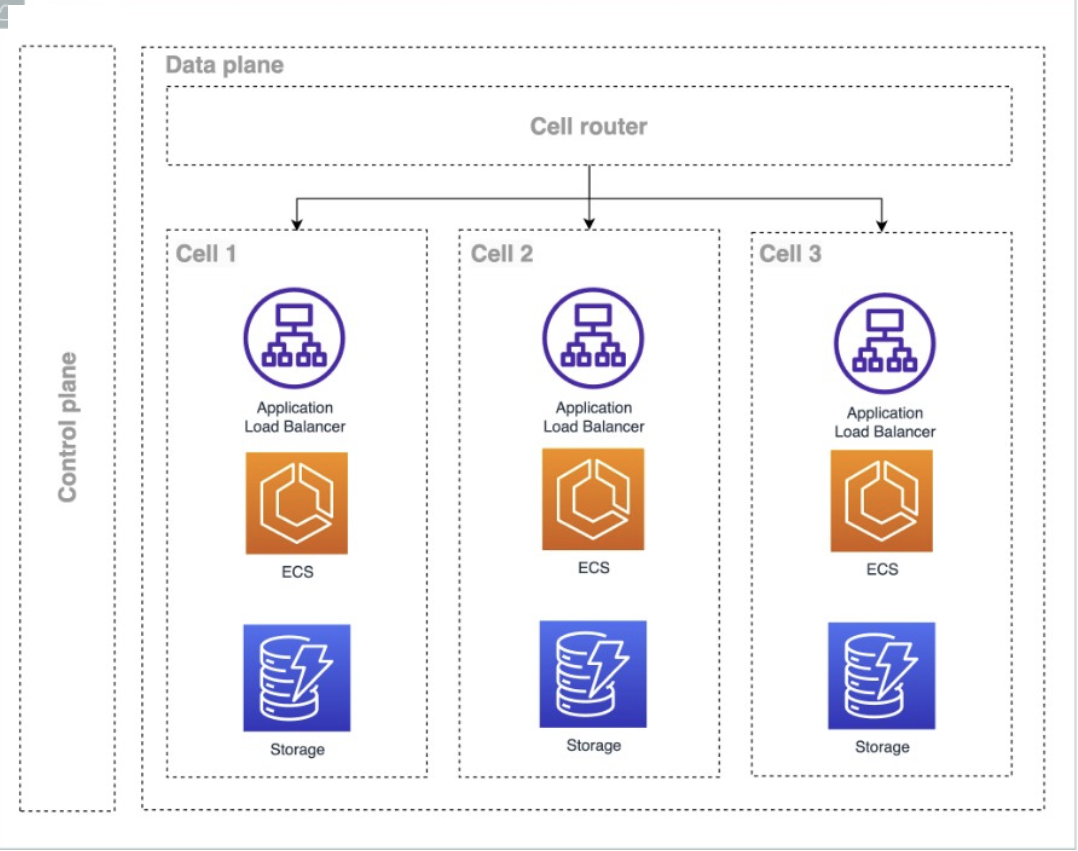 Control plane
Data plane
Cell router
Cell 1
Application
Load Balancer
ECS
Storage
Cell 2
Application
Load Balancer
ECS
Storage
Cell 3
Application
Load Balancer
ECS
Storage